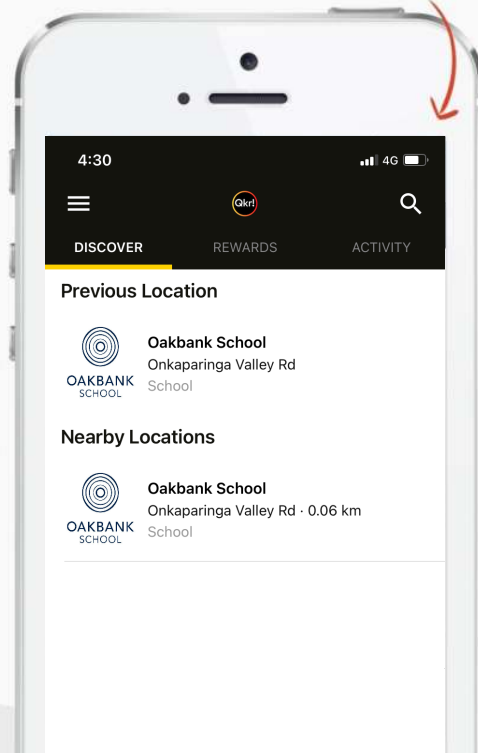 4:30
4G
Qkr!
DISCOVER REWARDS ACTIVITY
Previous Location
OAKBANK
SCHOOL
Oakbank School
Onkaparinga Valley Rd
School
Nearby Locations
OAKBANK
SCHOOL
Oakbank School
Onkaparinga Valley Rd · 0.06 km
School